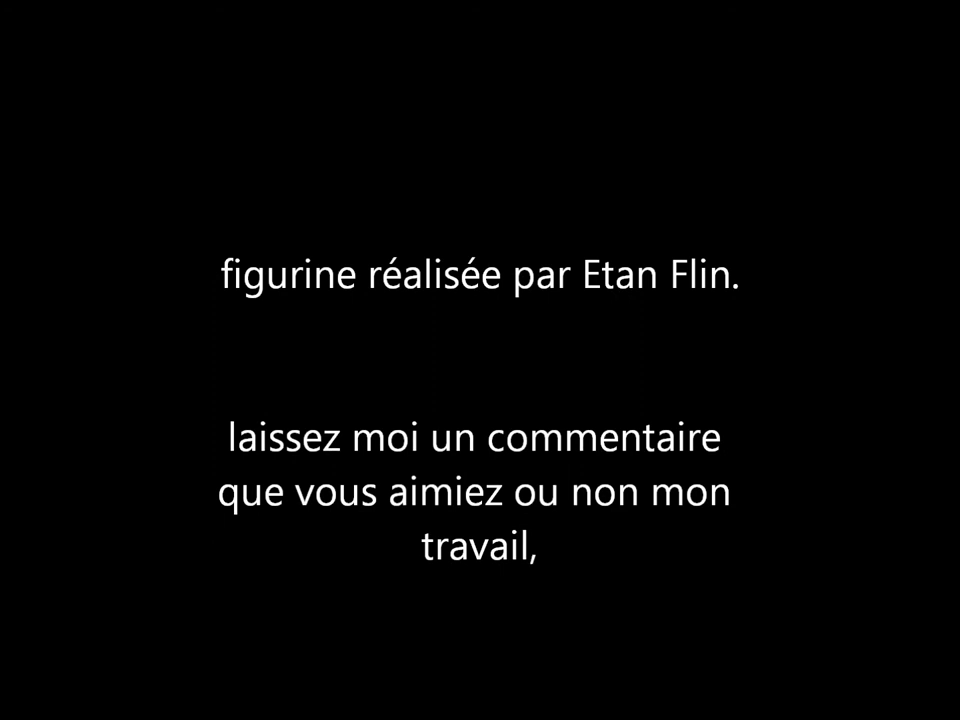 figurine réalisée par Etan Flin.
laissez moi un commentaire
que vous aimiez ou non mon
travail,